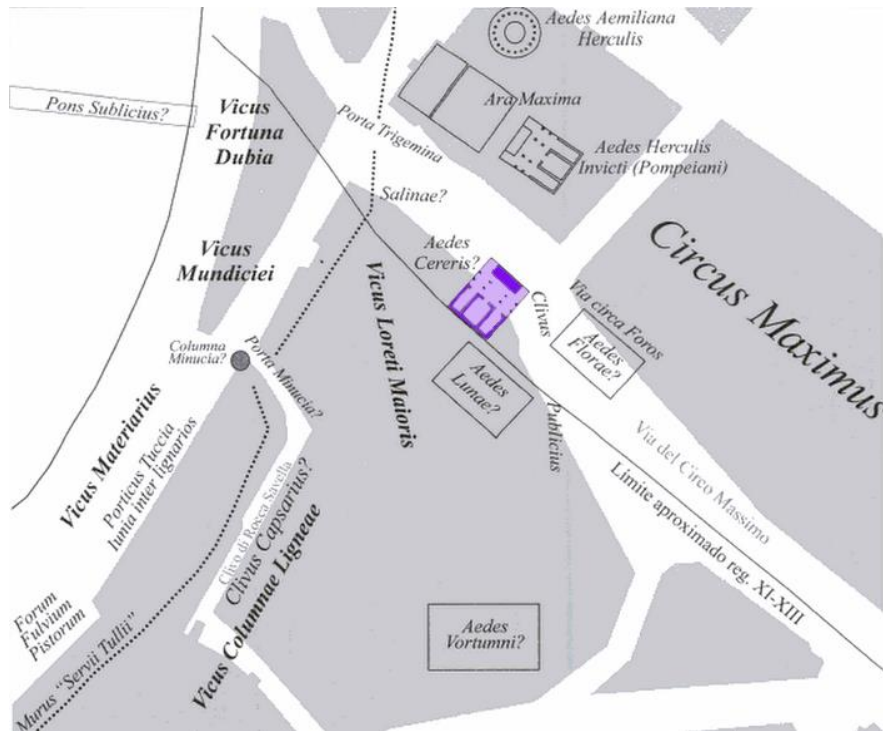 Aedes Aemiliana
Herculis
Pons Sublicius?
Vicus
Fortuna
Dubia
Ara Maxima
Porta Trigemina
Aedes Herculis
Invicti (Pompeiani)
Salinae?
Vicus
Mundiciei
Aedes
Cereris?
Circus Maximus
Vicus Loreti Maioris
Clivus
Publicius
Via circa Foros
Aedes
Florae?
Columna
Minucia?
Porta Minucia?
Aedes
Lunae?
Vicus Materiarius
Porticus Tuccia
Iunia inter lignarios
Via del Circo Massimo
Limite aproximado reg. XI-XIII
Clivo di Rocca Savella
Clivus Capsarius?
Vicus Columnae Ligneae
Forum
Fulvium
Pistorum
Aedes
Vortumni?
Murus "Servii Tullii"